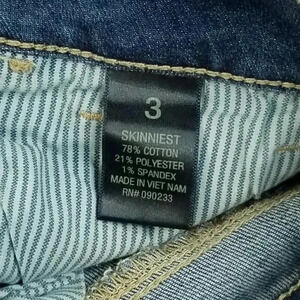 3
SKINNIEST
78% COTTON
21% POLYESTER
1% SPANDEX
MADE IN VIET NAM
RN# 090233